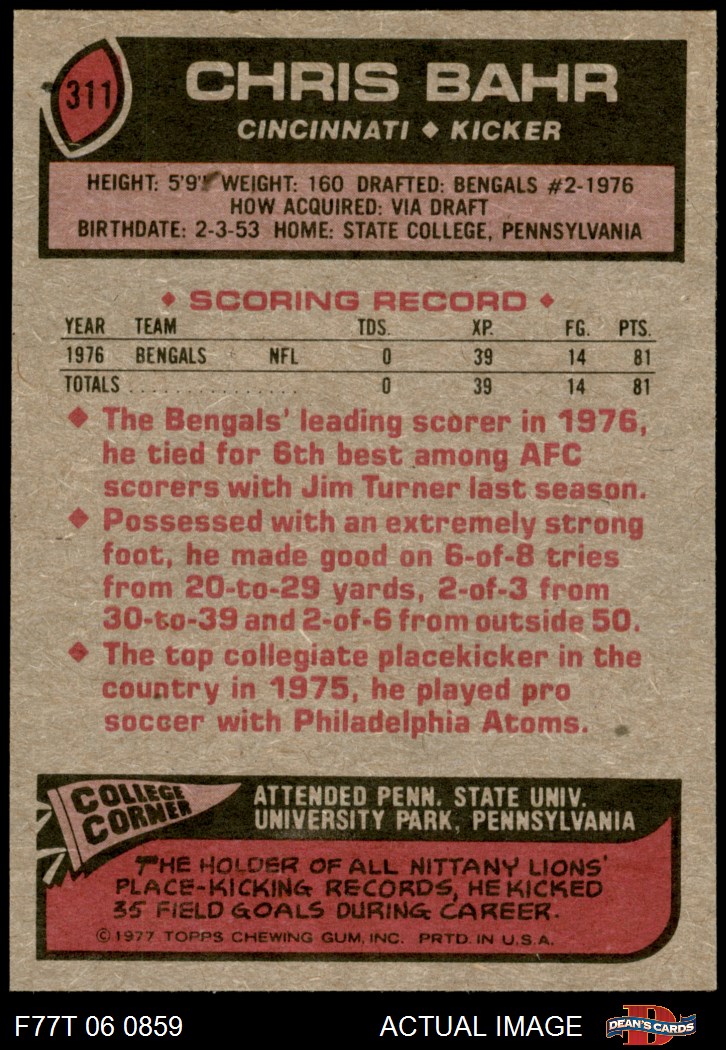 311
CHRIS BAHR
CINCINNATI ♦ KICKER
HEIGHT: 5'9" WEIGHT: 160 DRAFTED: BENGALS #2-1976
HOW ACQUIRED: VIA DRAFT
BIRTHDATE: 2-3-53 HOME: STATE COLLEGE, PENNSYLVANIA
♦ SCORING RECORD ♦
YEAR TEAM TDS. XP. FG. PTS.
1976 BENGALS NFL 0 39 14 81
TOTALS . . . . . . . . . . . . . . . . 0 39 14 81
♦ The Bengals' leading scorer in 1976,
he tied for 6th best among AFC
scorers with Jim Turner last season.
♦ Possessed with an extremely strong
foot, he made good on 6-of-8 tries
from 20-to-29 yards, 2-of-3 from
30-to-39 and 2-of-6 from outside 50.
♦ The top collegiate placekicker in the
country in 1975, he played pro
soccer with Philadelphia Atoms.
COLLEGE
CORNER
ATTENDED PENN. STATE UNIV.
UNIVERSITY PARK, PENNSYLVANIA
THE HOLDER OF ALL NITTANY LIONS'
PLACE-KICKING RECORDS, HE KICKED
35 FIELD GOALS DURING CAREER.
© 1977 TOPPS CHEWING GUM, INC. PRTD. IN U.S.A.
F77T 06 0859 ACTUAL IMAGE
D
DEAN'S CARDS